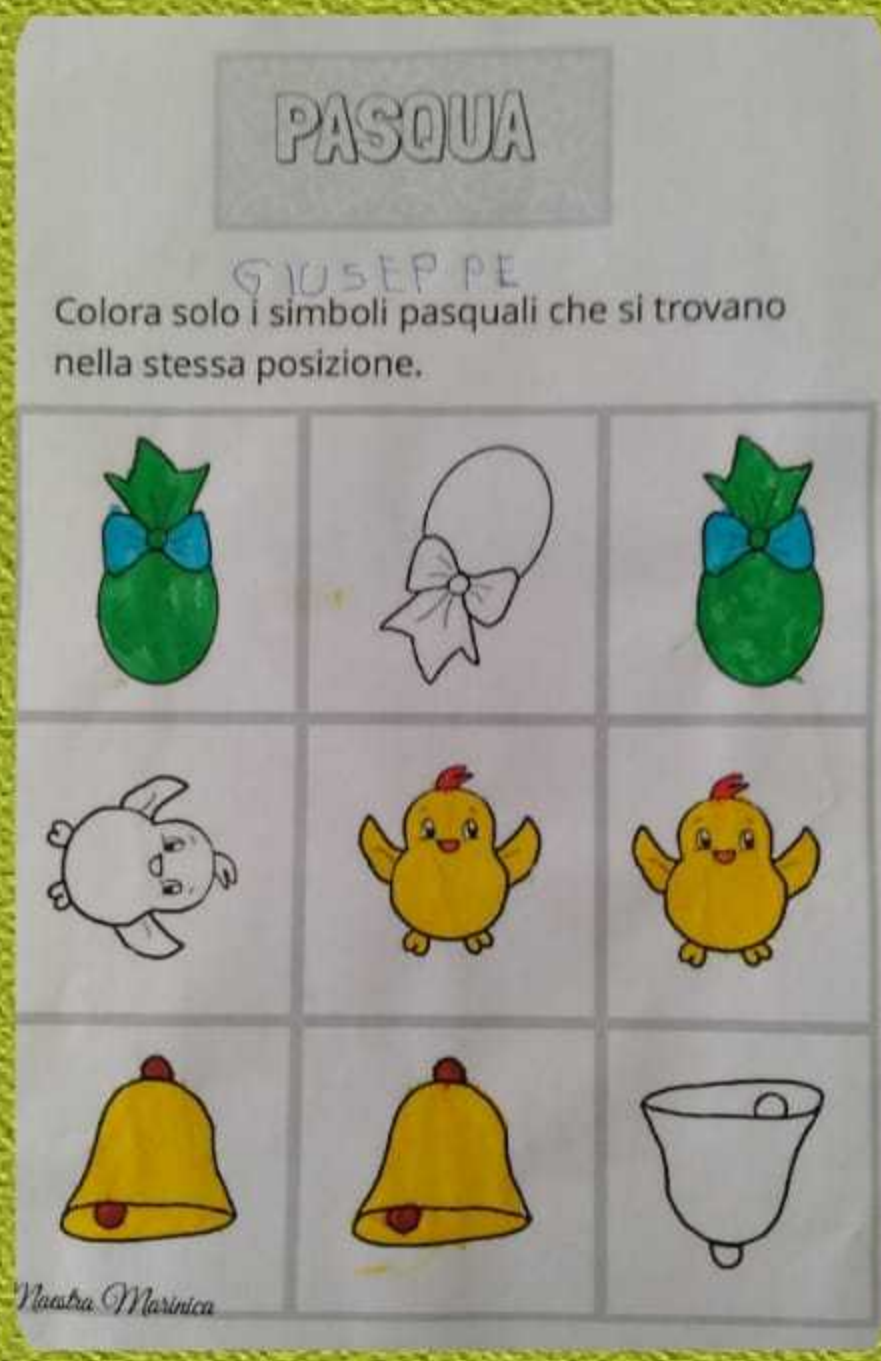 PASQUA
GIUSEPPE
Colora solo i simboli pasquali che si trovano
nella stessa posizione.
Maestra Marinica